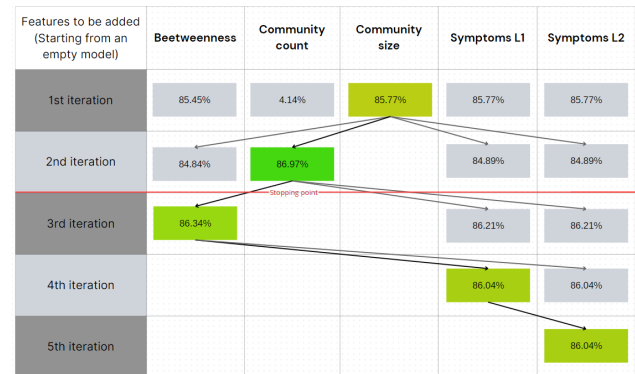 Features to be added
(Starting from an
empty model)
Beetweenness
Community
count
Community
size
Symptoms L1
Symptoms L2
1st iteration
85.45%
4.14%
85.77%
85.77%
85.77%
2nd iteration
84.84%
86.97%
84.89%
84.89%
Stopping point
3rd iteration
86.34%
86.21%
86.21%
4th iteration
86.04%
86.04%
5th iteration
86.04%